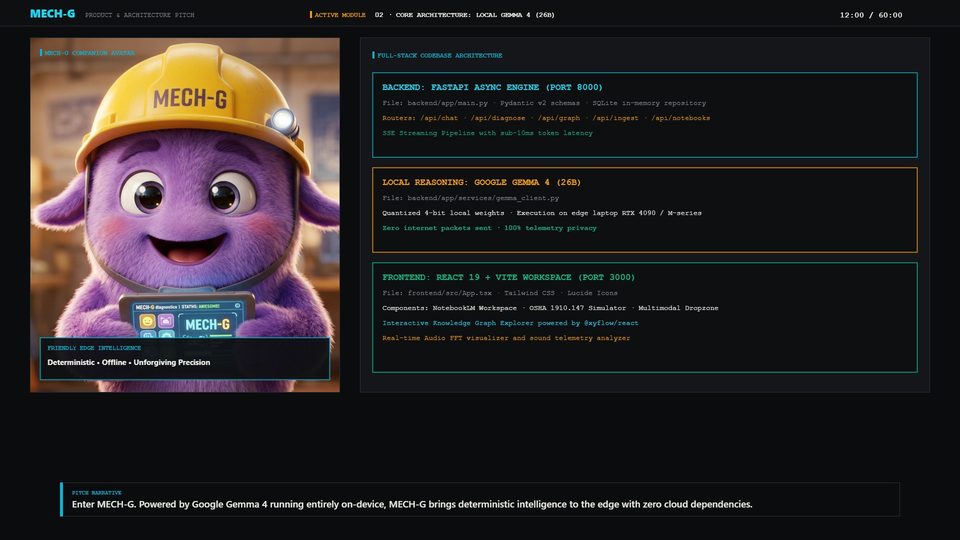 MECH-G PRODUCT & ARCHITECTURE PITCH
ACTIVE MODULE 02 · CORE ARCHITECTURE: LOCAL GEMMA 4 (26B)
12:00 / 60:00
MECH-G COMPANION AVATAR
MECH-G
MECH-G diagnostics | STATUS: AWESOME!
MECH-G
FRIENDLY EDGE INTELLIGENCE
Deterministic • Offline • Unforgiving Precision
FULL-STACK CODEBASE ARCHITECTURE
BACKEND: FASTAPI ASYNC ENGINE (PORT 8000)
File: backend/app/main.py · Pydantic v2 schemas · SQLite in-memory repository
Routers: /api/chat · /api/diagnose · /api/graph · /api/ingest · /api/notebooks
SSE Streaming Pipeline with sub-10ms token latency
LOCAL REASONING: GOOGLE GEMMA 4 (26B)
File: backend/app/services/gemma_client.py
Quantized 4-bit local weights · Execution on edge laptop RTX 4090 / M-series
Zero internet packets sent · 100% telemetry privacy
FRONTEND: REACT 19 + VITE WORKSPACE (PORT 3000)
File: frontend/src/App.tsx · Tailwind CSS · Lucide Icons
Components: NotebookLM Workspace · OSHA 1910.147 Simulator · Multimodal Dropzone
Interactive Knowledge Graph Explorer powered by @xyflow/react
Real-time Audio FFT visualizer and sound telemetry analyzer
PITCH NARRATIVE
Enter MECH-G. Powered by Google Gemma 4 running entirely on-device, MECH-G brings deterministic intelligence to the edge with zero cloud dependencies.